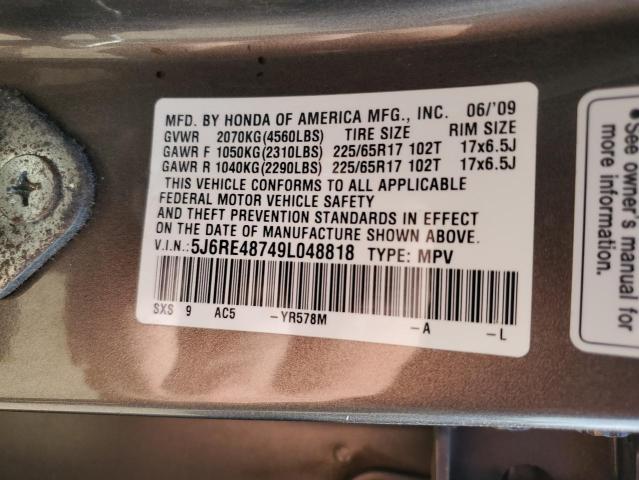 MFD. BY HONDA OF AMERICA MFG., INC. 06/'09
GVWR 2070KG(4560LBS) TIRE SIZE RIM SIZE
GAWR F 1050KG(2310LBS) 225/65R17 102T 17x6.5J
GAWR R 1040KG(2290LBS) 225/65R17 102T 17x6.5J
THIS VEHICLE CONFORMS TO ALL APPLICABLE
FEDERAL MOTOR VEHICLE SAFETY
AND THEFT PREVENTION STANDARDS IN EFFECT
ON THE DATE OF MANUFACTURE SHOWN ABOVE.
V.I.N.: 5J6RE48749L048818 TYPE: MPV
SXS 9 AC5 -YR578M -A -L
•See owner's manual for
more information.